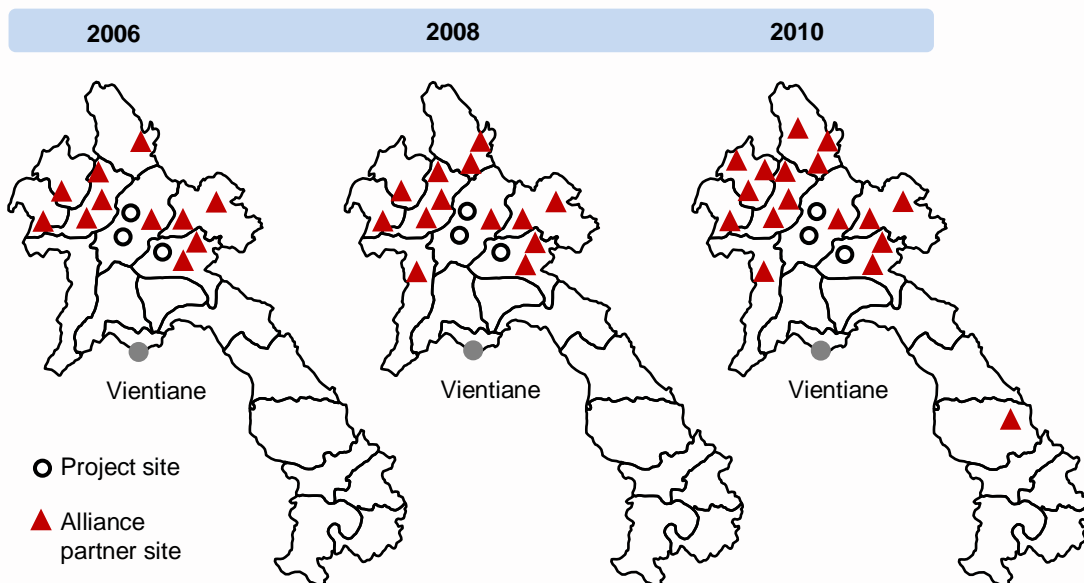 2006
2008
2010
Vientiane
Vientiane
Vientiane
Project site
Alliance
partner site